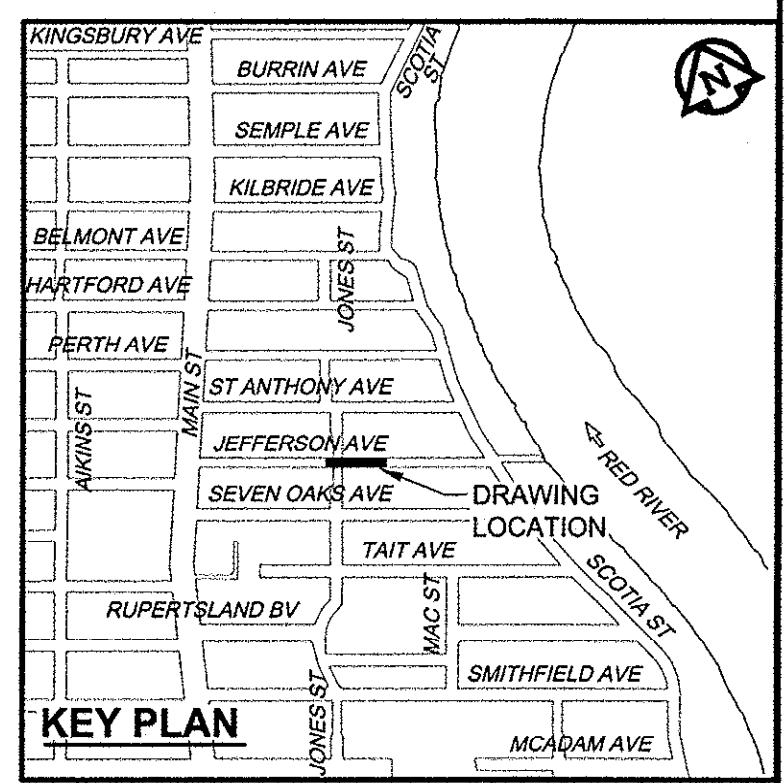 KINGSBURY AVE
BURRIN AVE
SCOTIA
ST
N
SEMPLE AVE
KILBRIDE AVE
BELMONT AVE
JONES ST
HARTFORD AVE
PERTH AVE
MAIN ST
ST ANTHONY AVE
AIKINS ST
JEFFERSON AVE
RED RIVER
SEVEN OAKS AVE
DRAWING
LOCATION
TAIT AVE
SCOTIA ST
RUPERTSLAND BV
MAC ST
SMITHFIELD AVE
KEY PLAN
JONES ST
MCADAM AVE